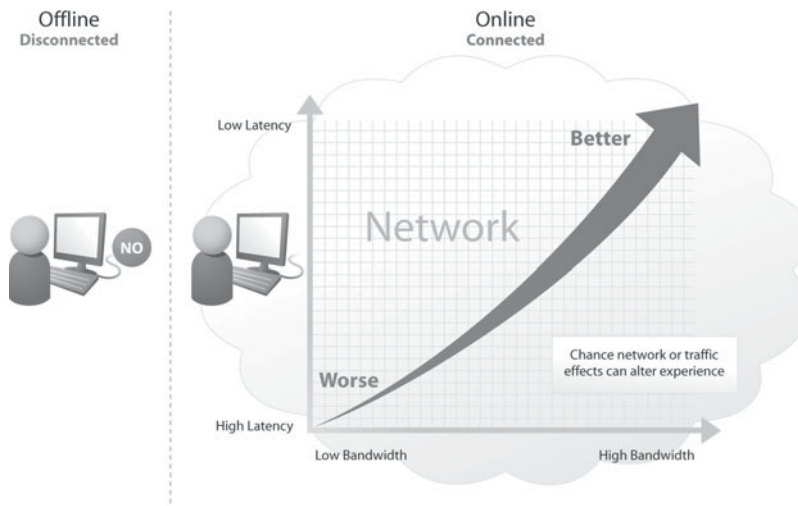 Offline
Disconnected
Online
Connected
Low Latency
Better
NO
Network
Chance network or traffic
effects can alter experience
Worse
High Latency
Low Bandwidth
High Bandwidth